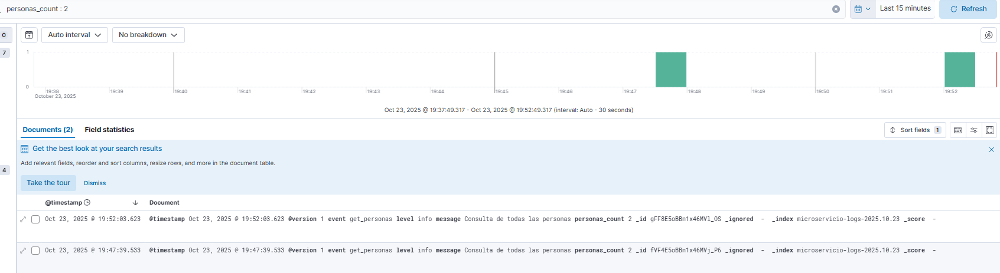 personas_count : 2
Last 15 minutes
Refresh
0
Auto interval
No breakdown
7
1
0
19:38 19:39 19:40 19:41 19:42 19:43 19:44 19:45 19:46 19:47 19:48 19:49 19:50 19:51 19:52
October 23, 2025
Oct 23, 2025 @ 19:37:49.317 - Oct 23, 2025 @ 19:52:49.317 (interval: Auto - 30 seconds)
Documents (2) Field statistics
Sort fields 1
Get the best look at your search results
Add relevant fields, reorder and sort columns, resize rows, and more in the document table.
4
Take the tour Dismiss
@timestamp Document
Oct 23, 2025 @ 19:52:03.623 @timestamp Oct 23, 2025 @ 19:52:03.623 @version 1 event get_personas level info message Consulta de todas las personas personas_count 2 _id gFF8E5oBBn1x46MVl_OS _ignored - _index microservicio-logs-2025.10.23 _score -
Oct 23, 2025 @ 19:47:39.533 @timestamp Oct 23, 2025 @ 19:47:39.533 @version 1 event get_personas level info message Consulta de todas las personas personas_count 2 _id fVF4E5oBBn1x46MVj_P6 _ignored - _index microservicio-logs-2025.10.23 _score -